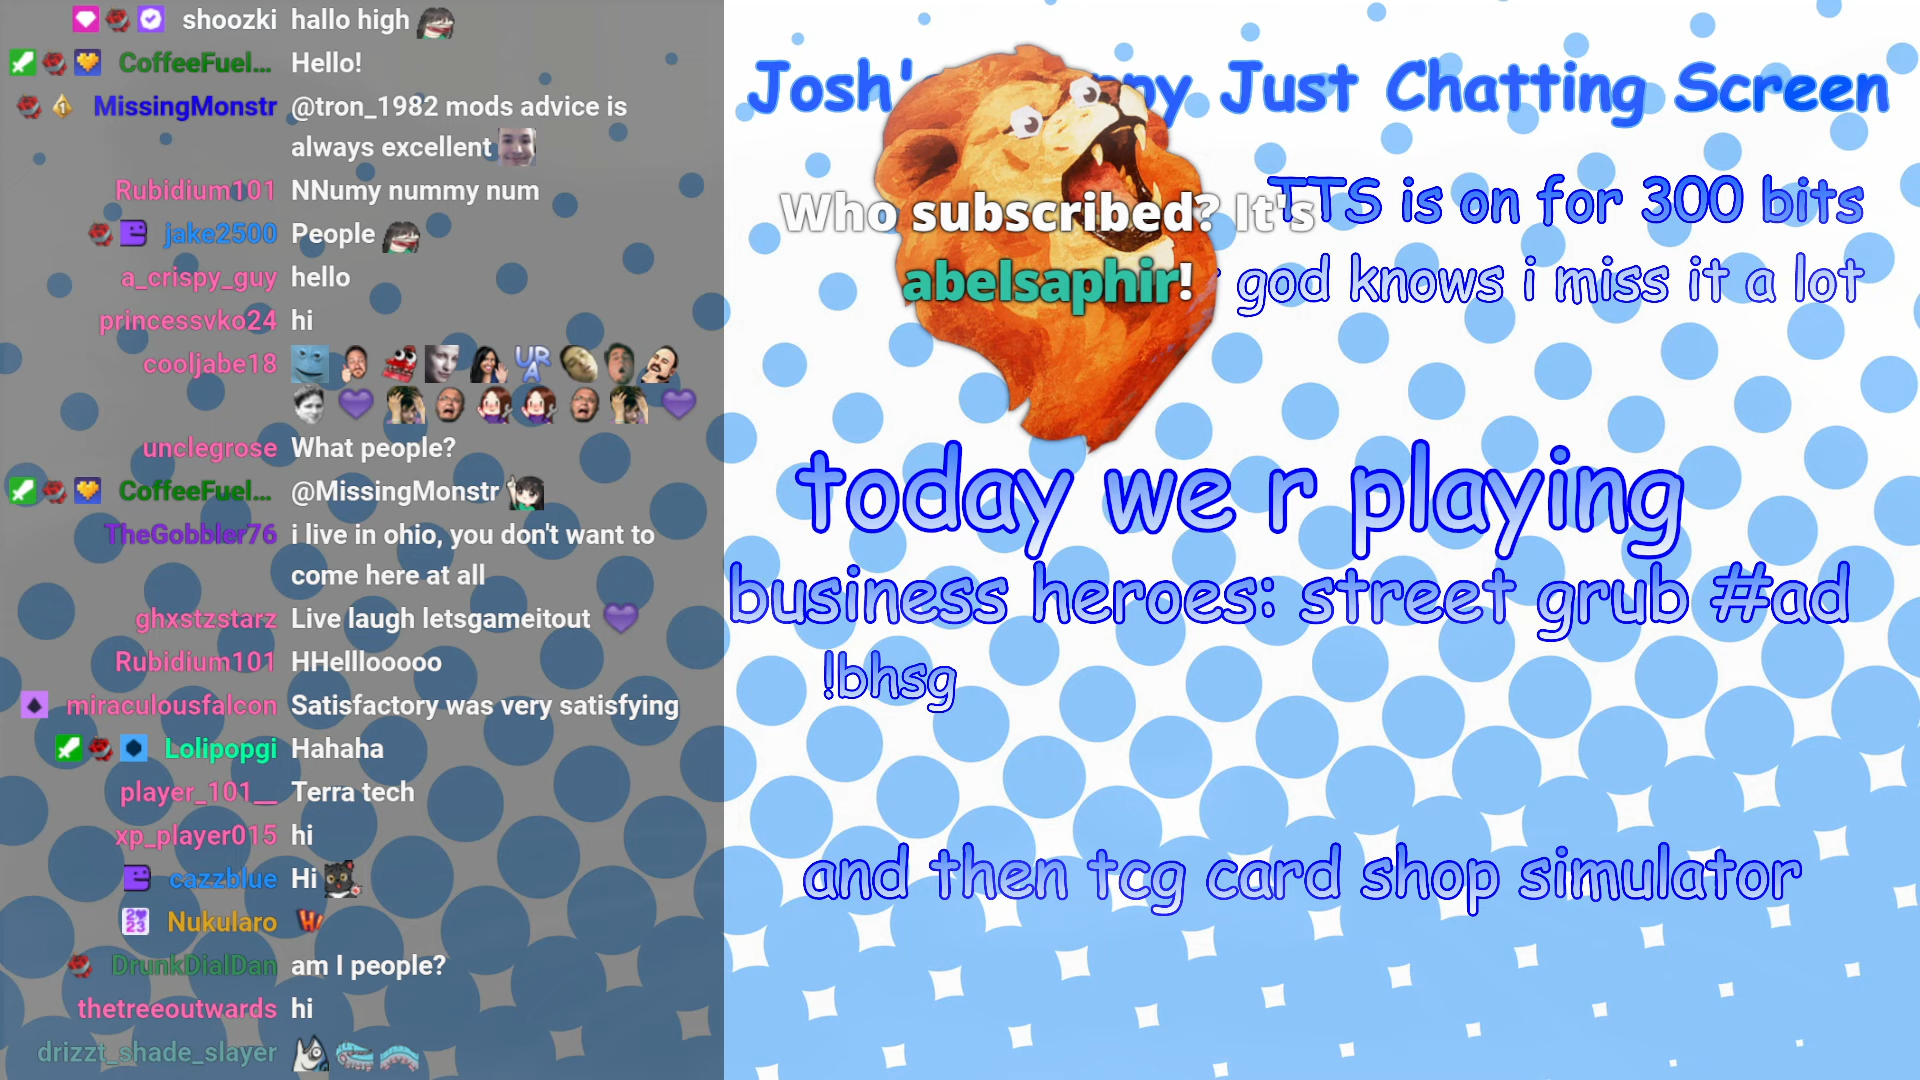 shoozki hallo high
CoffeeFuel... Hello!
MissingMonstr @tron_1982 mods advice is
always excellent
Rubidium101 NNumy nummy num
jake2500 People
a_crispy_guy hello
princessvko24 hi
cooljabe18
unclegrose What people?
CoffeeFuel... @MissingMonstr
TheGobbler76 i live in ohio, you don't want to
come here at all
ghxstzstarz Live laugh letsgameitout
Rubidium101 HHelllooooo
miraculousfalcon Satisfactory was very satisfying
Lolipopgi Hahaha
player_101__ Terra tech
xp_player015 hi
cazzblue Hi
Nukularo
DrunkDialDan am I people?
thetreeoutwards hi
drizzt_shade_slayer
Just Chatting Screen
TTS is on for 300 bits
Who subscribed? It's
abelsaphir!
god knows i miss it a lot
today we r playing
business heroes: street grub #ad
!bhsg
and then tcg card shop simulator